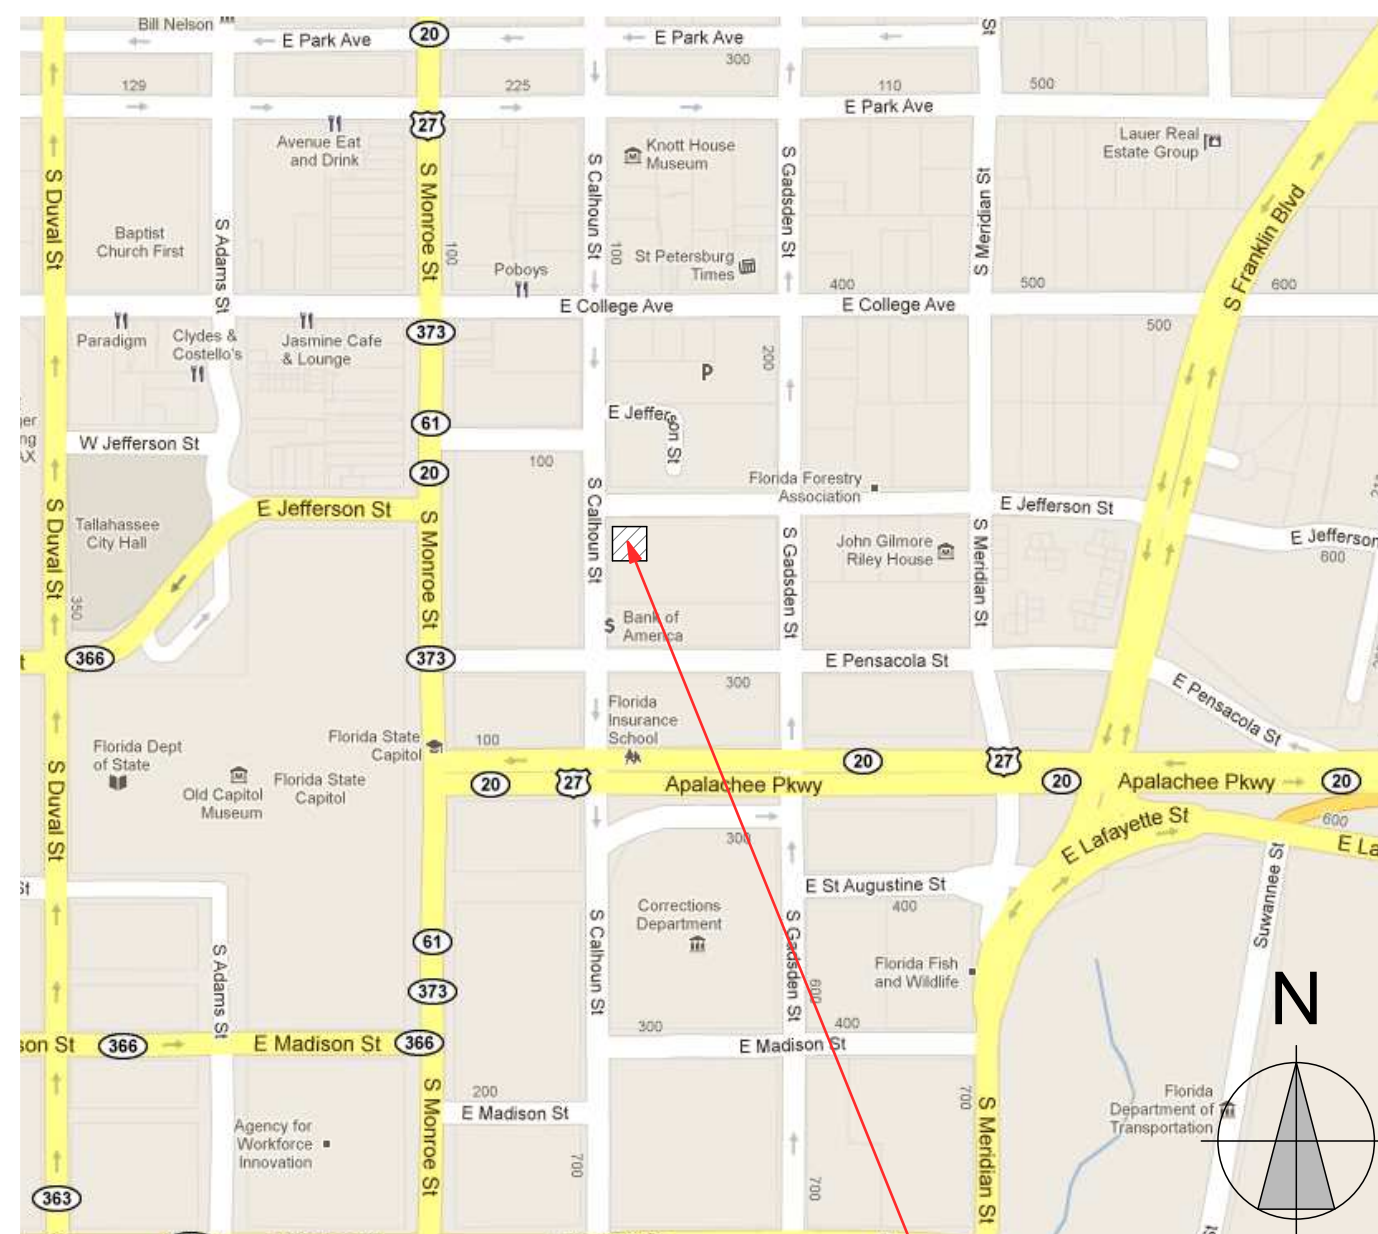 Bill Nelson
E Park Ave
20
E Park Ave
St
129
225
300
110
500
E Park Ave
27
Avenue Eat
and Drink
Knott House
Museum
Lauer Real
Estate Group
S Duval St
S Adams St
S Monroe St
100
S Calhoun St
100
S Gadsden St
S Meridian St
S Franklin Blvd
Baptist
Church First
Poboys
St Petersburg
Times
400
500
600
E College Ave
E College Ave
500
373
Paradigm
Clydes &
Costello's
Jasmine Cafe
& Lounge
200
P
61
E Jefferson St
W Jefferson St
100
20
Florida Forestry
Association
E Jefferson St
E Jefferson St
E Jefferson
600
S Duval St
Tallahassee
City Hall
350
S Monroe St
S Calhoun St
S Gadsden St
John Gilmore
Riley House
S Meridian St
$
Bank of
America
366
373
E Pensacola St
E Pensacola St
300
Florida
Insurance
School
Florida State
Capitol
100
Florida Dept
of State
Old Capitol
Museum
Florida State
Capitol
20
27
20
27
20
Apalachee Pkwy
Apalachee Pkwy
20
S Duval St
300
E Lafayette St
600
E La
St
E St Augustine St
400
Suwannee St
Corrections
Department
S Adams St
61
S Calhoun St
S Gadsden St
600
Florida Fish
and Wildlife
373
N
300
400
son St
366
E Madison St
366
E Madison St
200
E Madison St
S Monroe St
700
S Meridian St
Florida
Department of
Transportation
Agency for
Workforce
Innovation
700
700
363